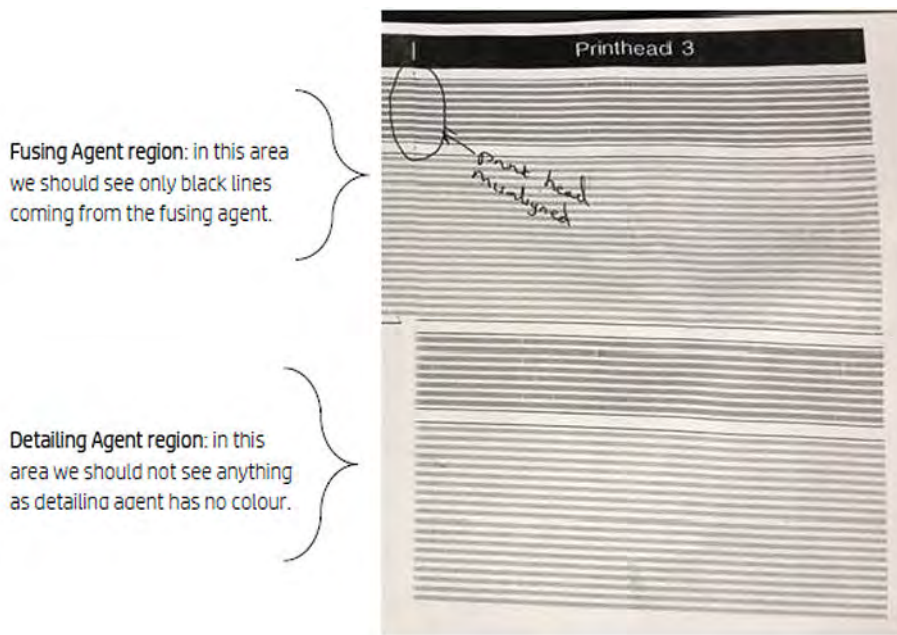 Printhead 3
Fusing Agent region: in this area
we should see only black lines
coming from the fusing agent.
print head
misaligned
Detailing Agent region: in this
area we should not see anything
as detailing agent has no colour.